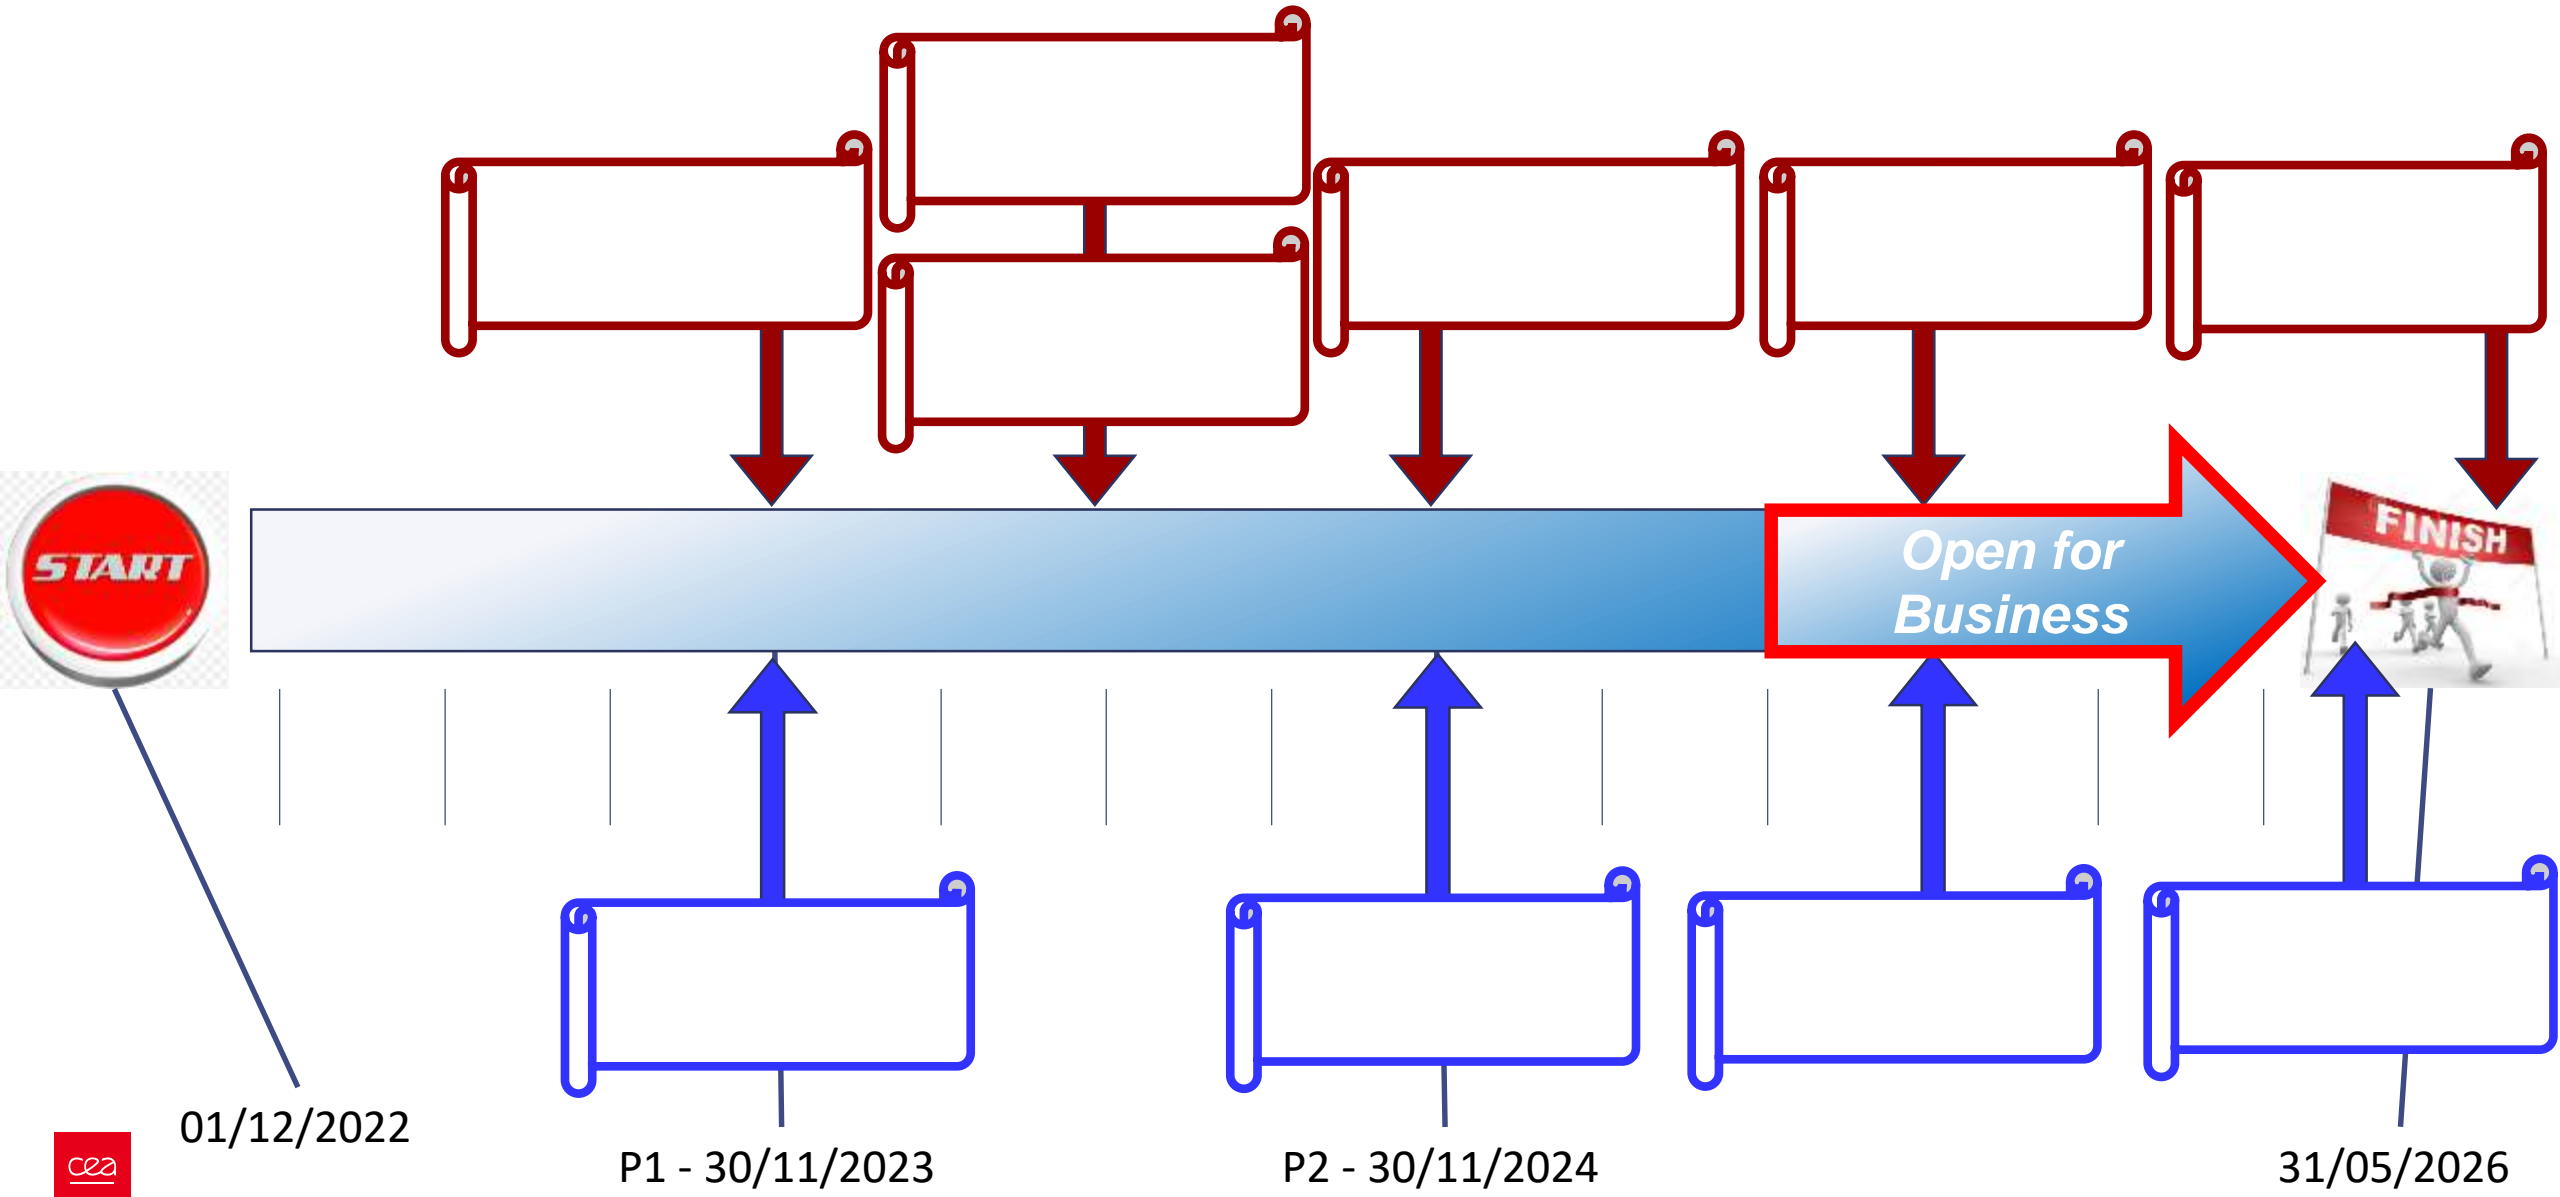 START
Open for
Business
FINISH
01/12/2022
cea
P1 - 30/11/2023
P2 - 30/11/2024
31/05/2026